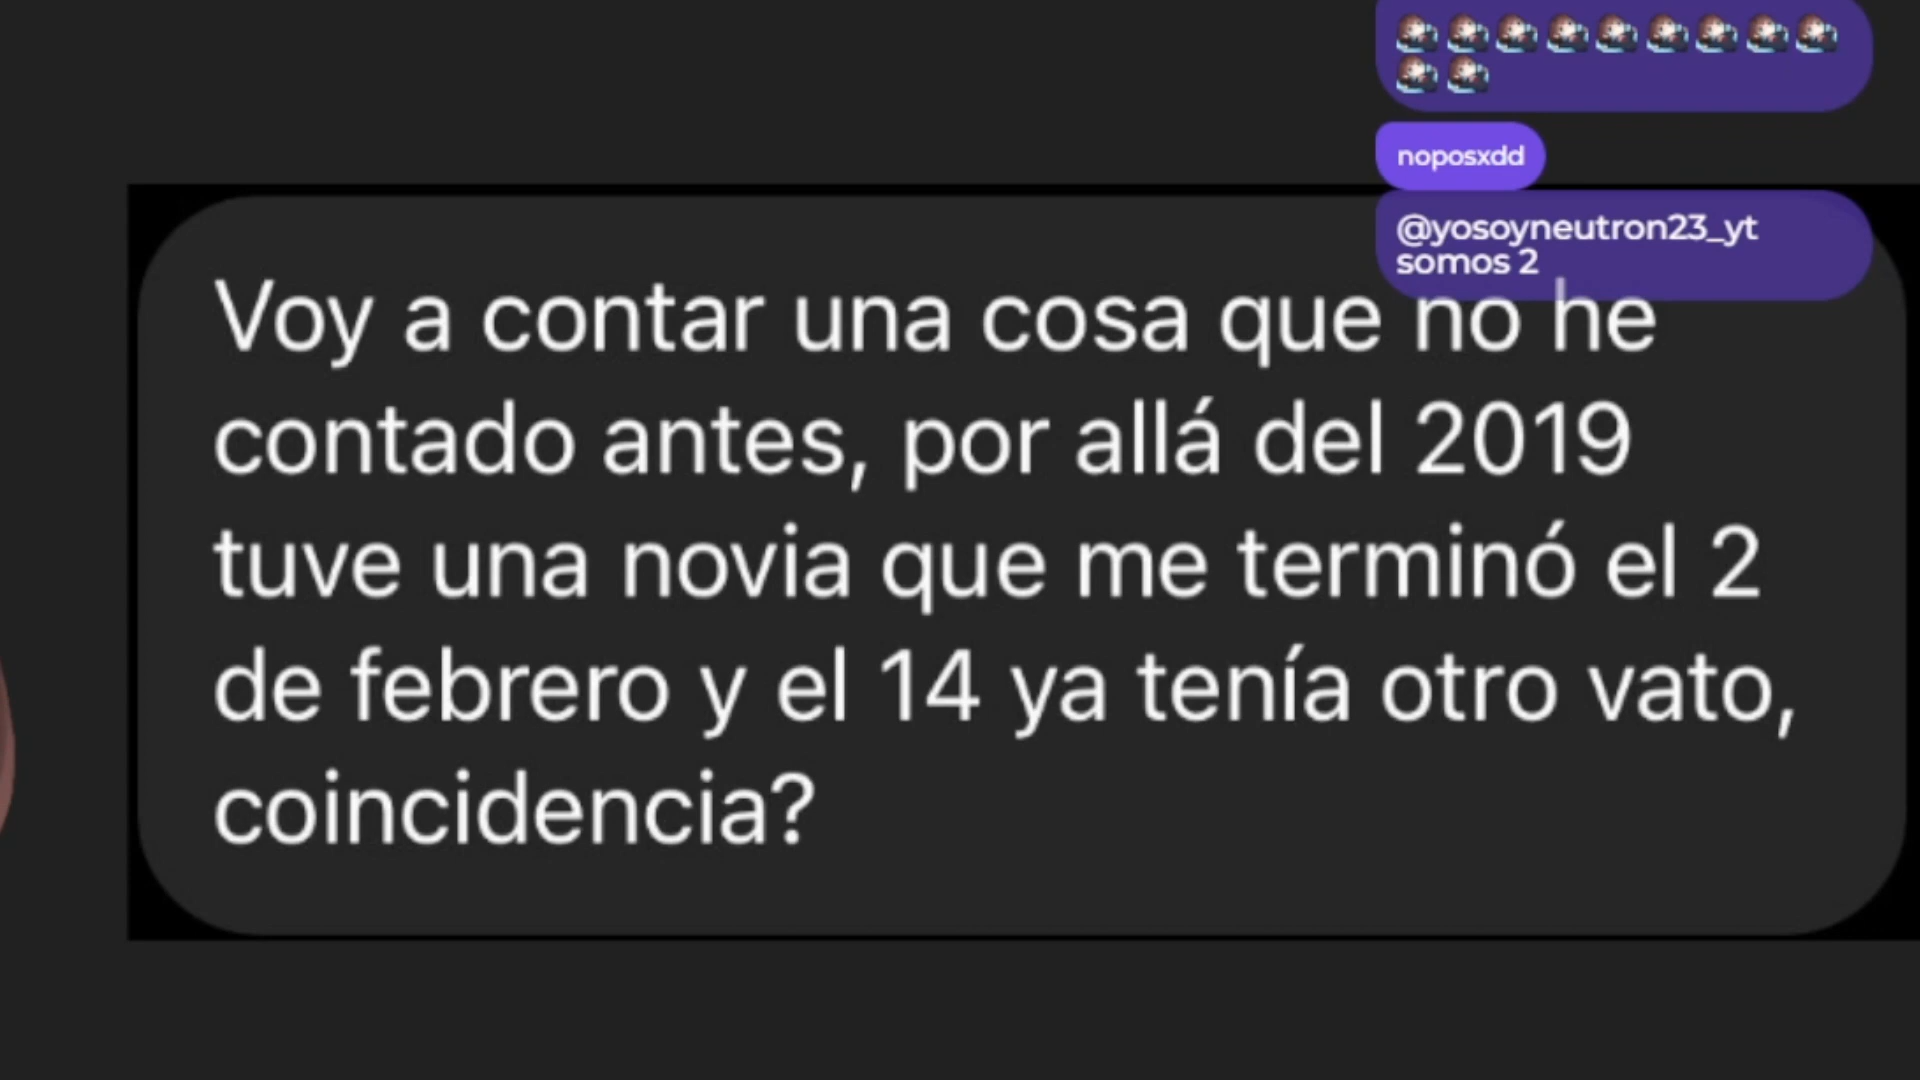 noposxdd
@yosoyneutron23_yt
somos 2
Voy a contar una cosa que no he
contado antes, por allá del 2019
tuve una novia que me terminó el 2
de febrero y el 14 ya tenía otro vato,
coincidencia?